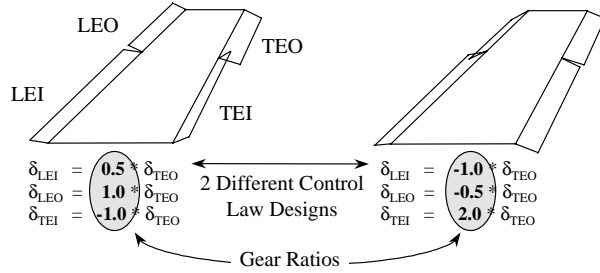 LEO
TEO
LEI
TEI
δLEI = 0.5 * δTEO
δLEO = 1.0 * δTEO
δTEI = -1.0 * δTEO
2 Different Control
Law Designs
δLEI = -1.0 * δTEO
δLEO = -0.5 * δTEO
δTEI = 2.0 * δTEO
Gear Ratios